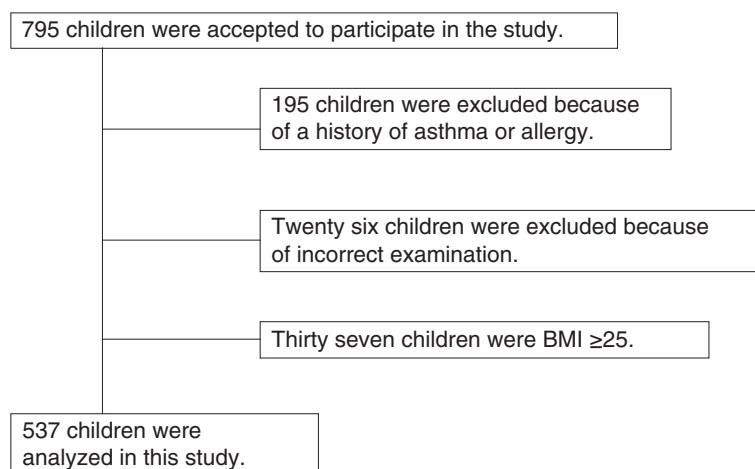 795 children were accepted to participate in the study.
195 children were excluded because
of a history of asthma or allergy.
Twenty six children were excluded because
of incorrect examination.
Thirty seven children were BMI ≥25.
537 children were
analyzed in this study.